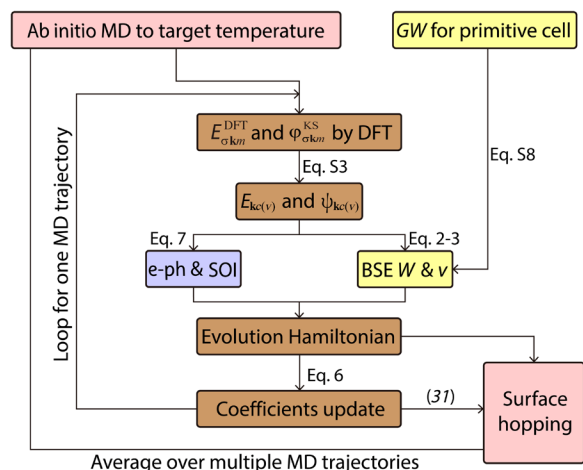 Ab initio MD to target temperature
GW for primitive cell
E^DFT_σkm and φ^KS_σkm by DFT
Eq. S3
Eq. S8
E_kc(v) and ψ_kc(v)
Eq. 7
Eq. 2-3
e-ph & SOI
BSE W & v
Evolution Hamiltonian
Eq. 6
Coefficients update
(31)
Surface
hopping
Loop for one MD trajectory
Average over multiple MD trajectories